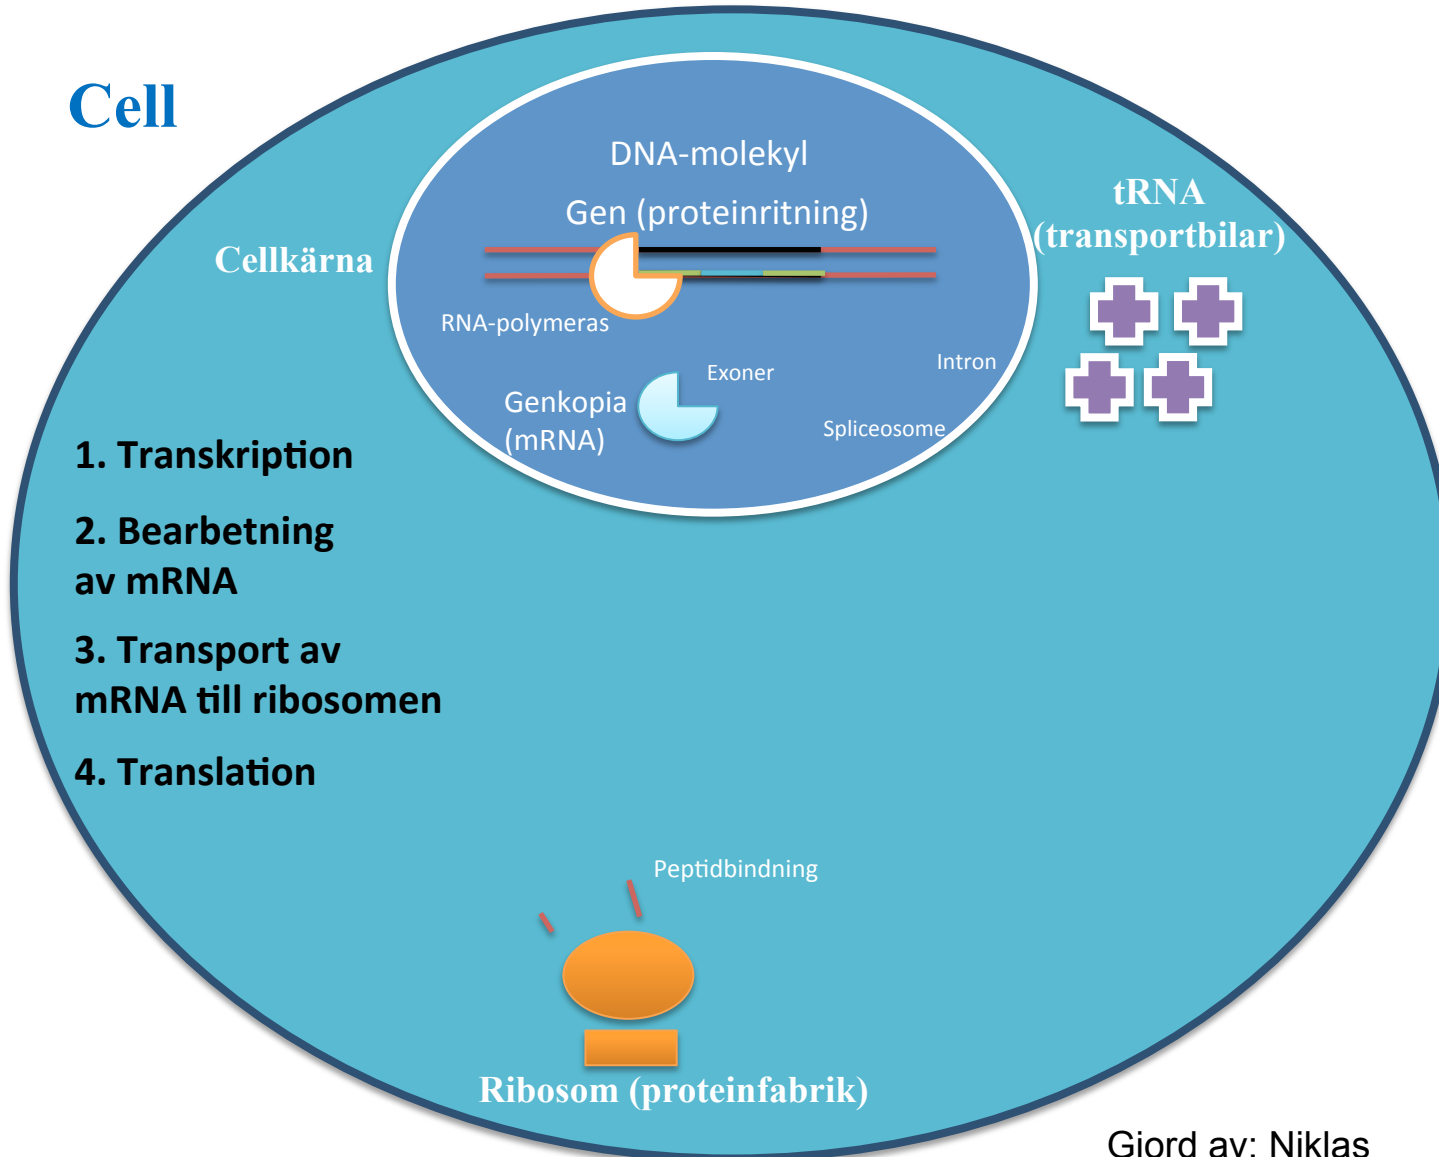 Cell
DNA-molekyl
Gen (proteinritning)
Cellkärna
tRNA
(transportbilar)
RNA-polymeras
Intron
Exoner
Genkopia
(mRNA)
Spliceosome
1. Transkription
2. Bearbetning
av mRNA
3. Transport av
mRNA till ribosomen
4. Translation
Peptidbindning
Ribosom (proteinfabrik)
Gjord av: Niklas